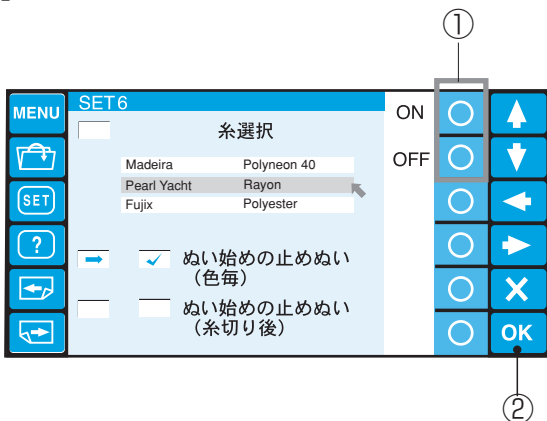 ①
MENU
SET6
ON
糸選択
OFF
Madeira Polyneon 40
Pearl Yacht Rayon
Fujix Polyester
SET
?
ぬい始めの止めぬい
（色毎）
ぬい始めの止めぬい
（糸切り後）
OK
②